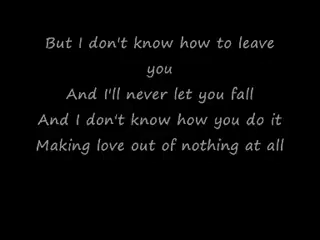 But I don't know how to leave
you
And I'll never let you fall
And I don't know how you do it
Making love out of nothing at all